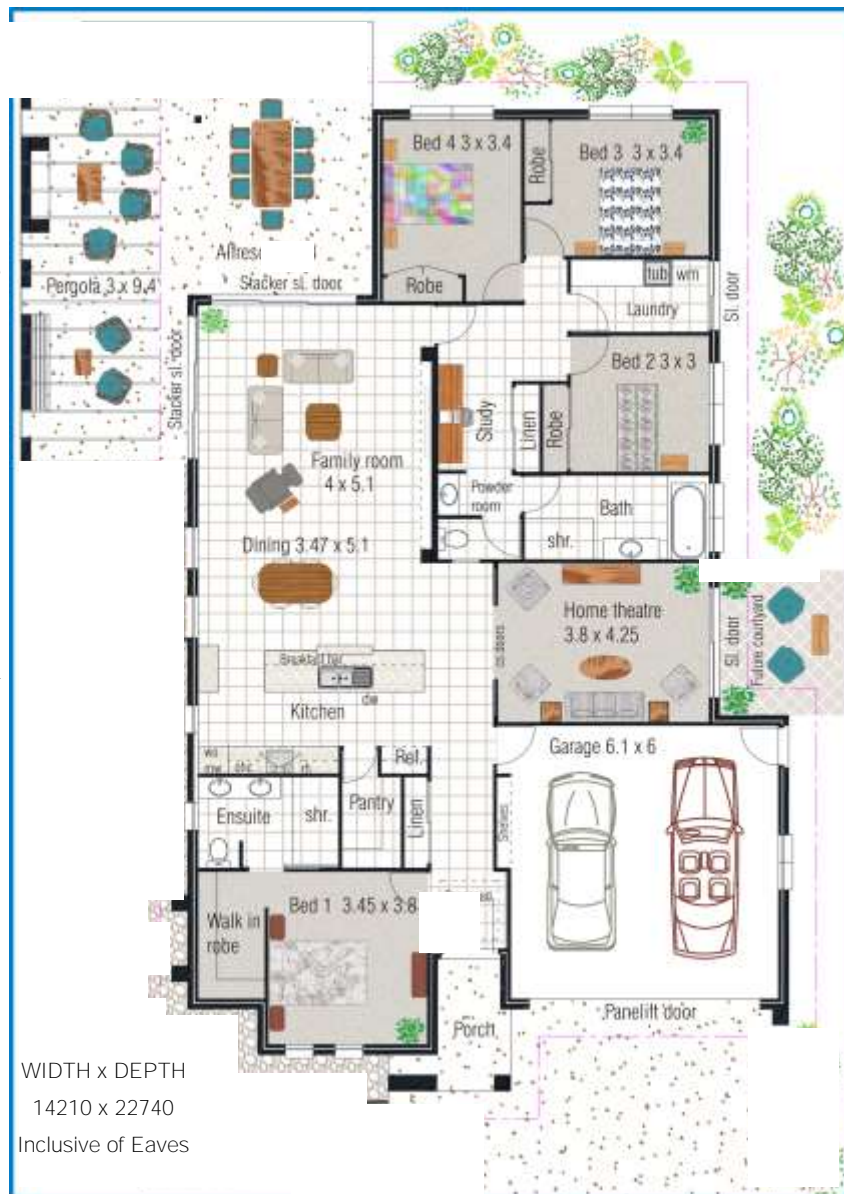 Bed 4 3 x 3.4
Robe
Bed 3 3 x 3.4
Pergola 3 x 9.4
Stacker sl. door
Robe
tub wm
Laundry
Sl. door
Stacker sl. door
Bed 2 3 x 3
Study
Linen
Robe
Family room
4 x 5.1
Powder
room
Bath
shr.
Dining 3.47 x 5.1
Home theatre
3.8 x 4.25
Sl. door
Future courtyard
Breakfast bar
dw
Kitchen
Ref.
Garage 6.1 x 6
Pantry
Linen
Shelves
Ensuite
shr.
Bed 1 3.45 x 3.8
Walk in
robe
Porch
Panelift door
WIDTH x DEPTH
14210 x 22740
Inclusive of Eaves